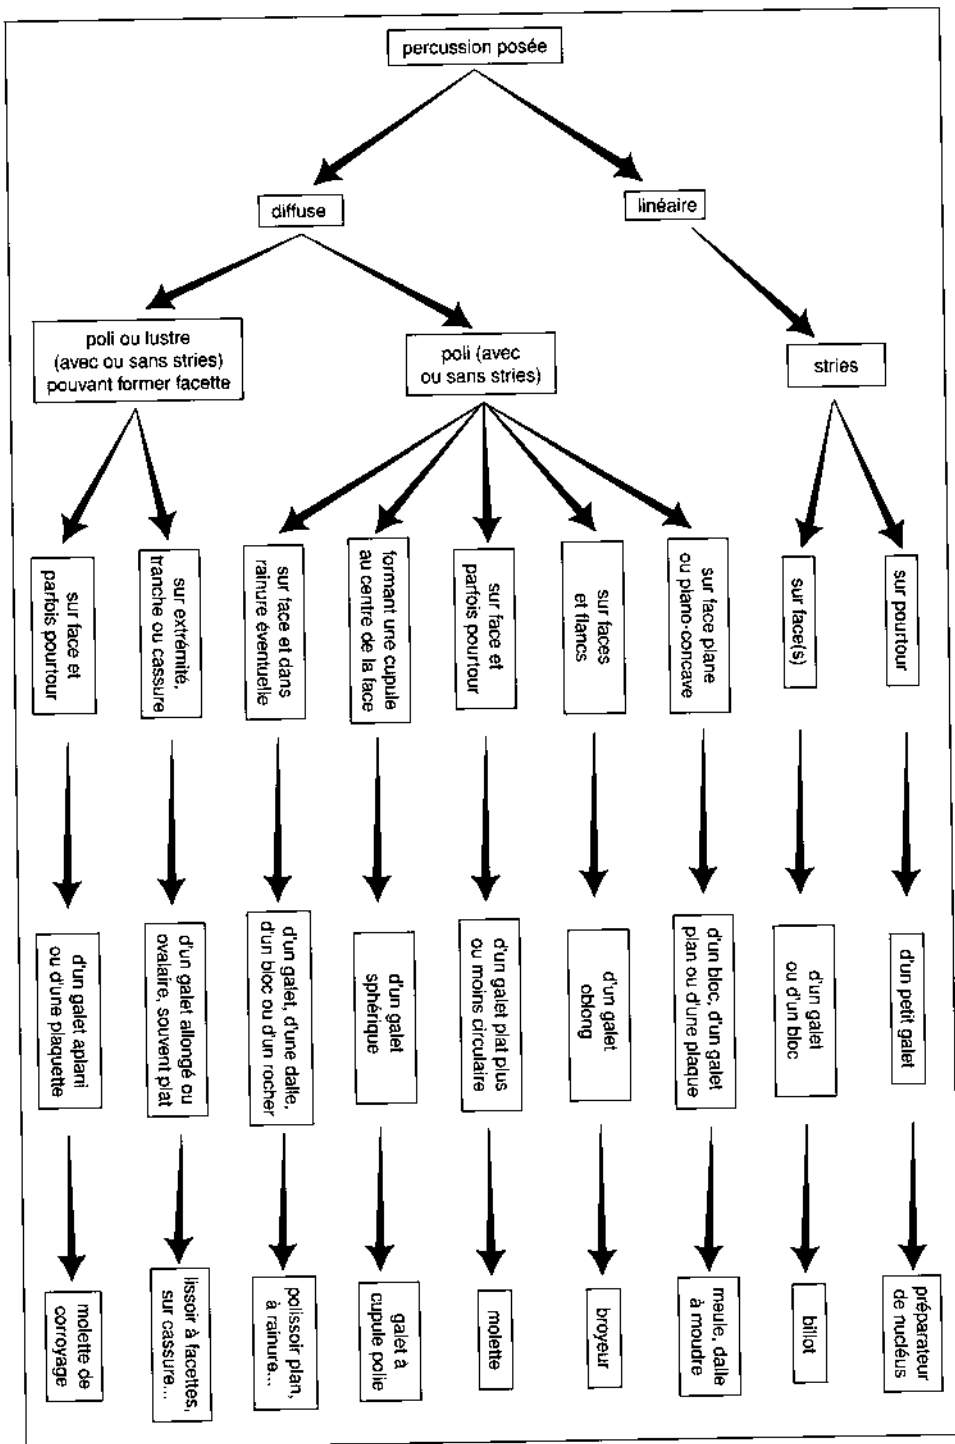 percussion posée
diffuse
linéaire
poli ou lustre
(avec ou sans stries)
pouvant former facette
poli (avec
ou sans stries)
stries
sur face et
parfois pourtour
sur extrémité,
tranche ou cassure
sur face et dans
rainure éventuelle
formant une cupule
au centre de la face
sur face et
parfois pourtour
sur faces
et flancs
sur face plane
ou plano-concave
sur face(s)
sur pourtour
d'un galet aplani
ou d'une plaquette
d'un galet allongé ou
ovalaire, souvent plat
d'un galet, d'une dalle,
d'un bloc ou d'un rocher
d'un galet
sphérique
d'un galet plat plus
ou moins circulaire
d'un galet
oblong
d'un bloc, d'un galet
plan ou d'une plaque
d'un galet
ou d'un bloc
d'un petit galet
molette de
corroyage
lissoir à facettes,
sur cassure...
polissoir plan,
à rainure...
galet à
cupule polie
molette
broyeur
meule, dalle
à moudre
billot
préparateur
de nucléus